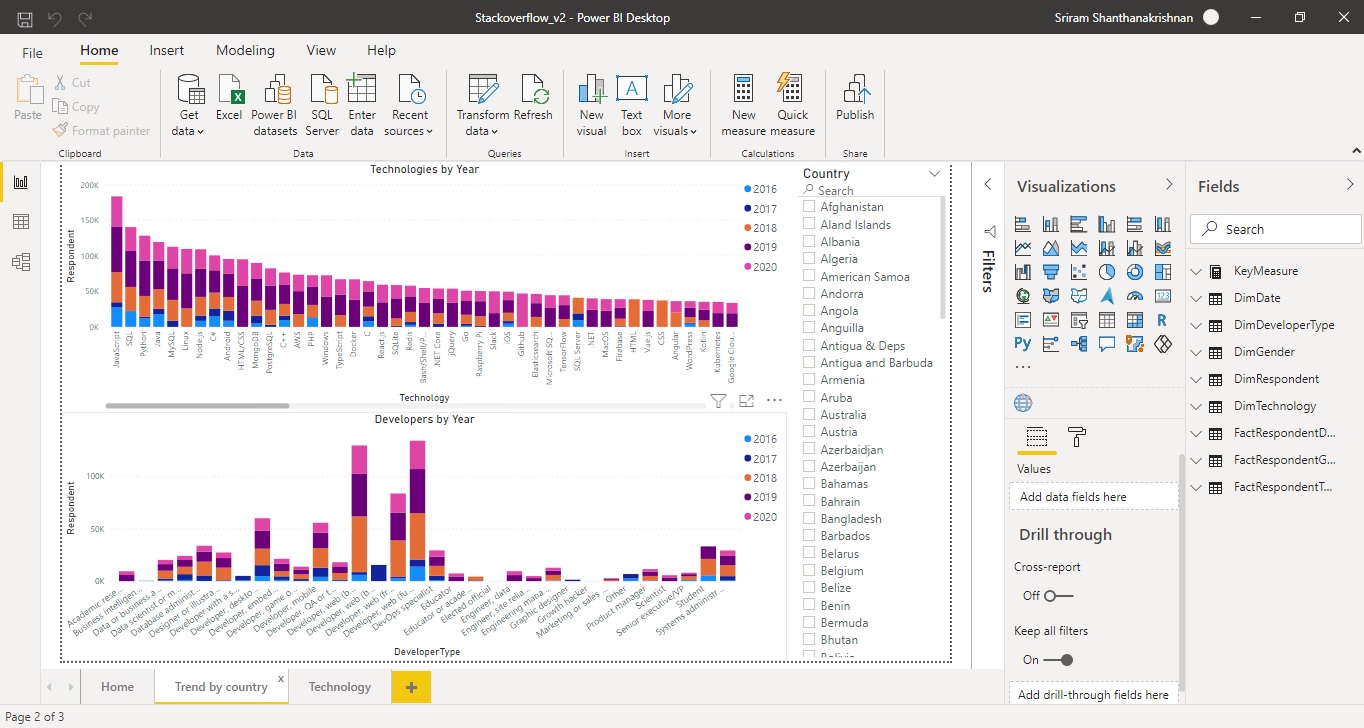 Stackoverflow_v2 - Power BI Desktop
Sriram Shanthanakrishnan
File Home Insert Modeling View Help
Paste
Cut
Copy
Format painter
Clipboard
Get data
Excel
Power BI datasets
SQL Server
Enter data
Recent sources
Data
Transform data
Refresh
Queries
New visual
Text box
More visuals
Insert
New measure
Quick measure
Calculations
Publish
Share
Technologies by Year
Respondent
200K
150K
100K
50K
0K
2016
2017
2018
2019
2020
JavaScript
SQL
Python
Java
MySQL
Linux
Node.js
C#
Android
HTML/CSS
MongoDB
PostgreSQL
C++
AWS
PHP
Windows
TypeScript
Docker
C
React.js
SQLite
Redis
Bash/Shell/P...
.NET Core
jQuery
Go
Raspberry Pi
Slack
iOS
Github
Elasticsearch
Microsoft SQ...
TensorFlow
SQL Server
.NET
MacOS
Firebase
HTML
Vue.js
CSS
Angular
WordPress
Kotlin
Kubernetes
Google Clou...
Technology
Developers by Year
Respondent
100K
50K
0K
2016
2017
2018
2019
2020
Academic rese...
Business intelligen...
Data or business a...
Data scientist or m...
Database administ...
Designer or illustra...
Developer with a s...
Developer, deskto...
Developer, embed...
Developer, game o...
Developer, mobile
Developer, QA or t...
Developer, web (b...
Developer, web (b...
Developer, web (fr...
Developer, web (fu...
DevOps specialist
Educator
Educator or acade...
Elected official
Engineer, data
Engineer, site relia...
Engineering mana...
Graphic designer
Growth hacker
Marketing or sales ...
Other
Product manager
Scientist
Senior executive/VP
Student
Systems administr...
DeveloperType
Country
Search
Afghanistan
Aland Islands
Albania
Algeria
American Samoa
Andorra
Angola
Anguilla
Antigua & Deps
Antigua and Barbuda
Armenia
Aruba
Australia
Austria
Azerbaidjan
Azerbaijan
Bahamas
Bahrain
Bangladesh
Barbados
Belarus
Belgium
Belize
Benin
Bermuda
Bhutan
Bolivia
Filters
Visualizations
123
R
Py
...
Values
Add data fields here
Drill through
Cross-report
Off
Keep all filters
On
Add drill-through fields here
Fields
Search
KeyMeasure
DimDate
DimDeveloperType
DimGender
DimRespondent
DimTechnology
FactRespondentD...
FactRespondentG...
FactRespondentT...
Home
Trend by country
x
Technology
+
Page 2 of 3